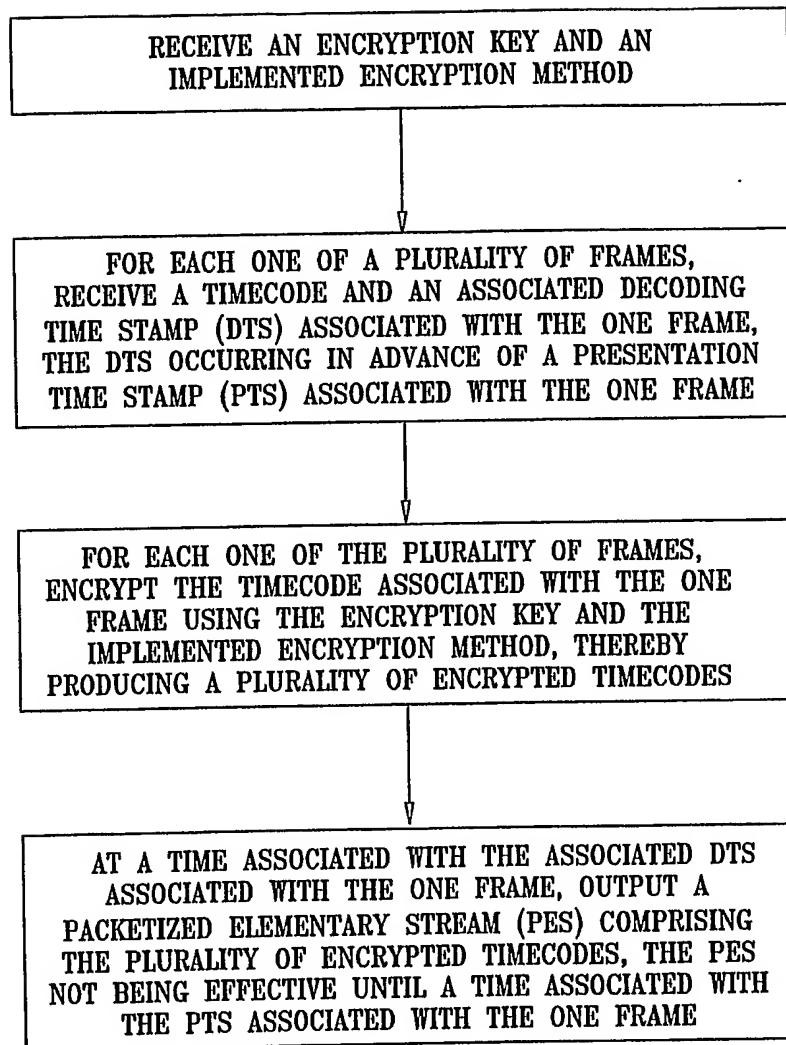 RECEIVE AN ENCRYPTION KEY AND AN
IMPLEMENTED ENCRYPTION METHOD
FOR EACH ONE OF A PLURALITY OF FRAMES,
RECEIVE A TIMECODE AND AN ASSOCIATED DECODING
TIME STAMP (DTS) ASSOCIATED WITH THE ONE FRAME,
THE DTS OCCURRING IN ADVANCE OF A PRESENTATION
TIME STAMP (PTS) ASSOCIATED WITH THE ONE FRAME
FOR EACH ONE OF THE PLURALITY OF FRAMES,
ENCRYPT THE TIMECODE ASSOCIATED WITH THE ONE
FRAME USING THE ENCRYPTION KEY AND THE
IMPLEMENTED ENCRYPTION METHOD, THEREBY
PRODUCING A PLURALITY OF ENCRYPTED TIMECODES
AT A TIME ASSOCIATED WITH THE ASSOCIATED DTS
ASSOCIATED WITH THE ONE FRAME, OUTPUT A
PACKETIZED ELEMENTARY STREAM (PES) COMPRISING
THE PLURALITY OF ENCRYPTED TIMECODES, THE PES
NOT BEING EFFECTIVE UNTIL A TIME ASSOCIATED WITH
THE PTS ASSOCIATED WITH THE ONE FRAME